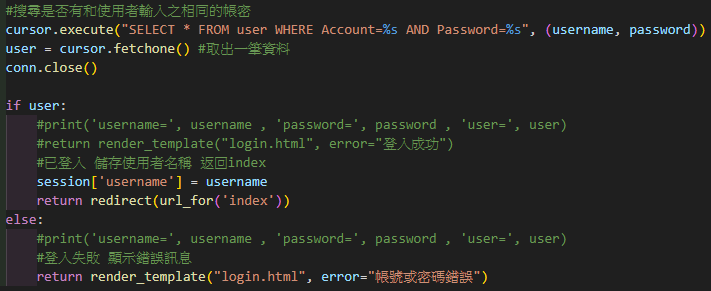 #搜尋是否有和使用者輸入之相同的帳密
cursor.execute("SELECT * FROM user WHERE Account=%s AND Password=%s", (username, password))
user = cursor.fetchone() #取出一筆資料
conn.close()
if user:
#print('username=', username , 'password=', password , 'user=', user)
#return render_template("login.html", error="登入成功")
#已登入 儲存使用者名稱 返回index
session['username'] = username
return redirect(url_for('index'))
else:
#print('username=', username , 'password=', password , 'user=', user)
#登入失敗 顯示錯誤訊息
return render_template("login.html", error="帳號或密碼錯誤")